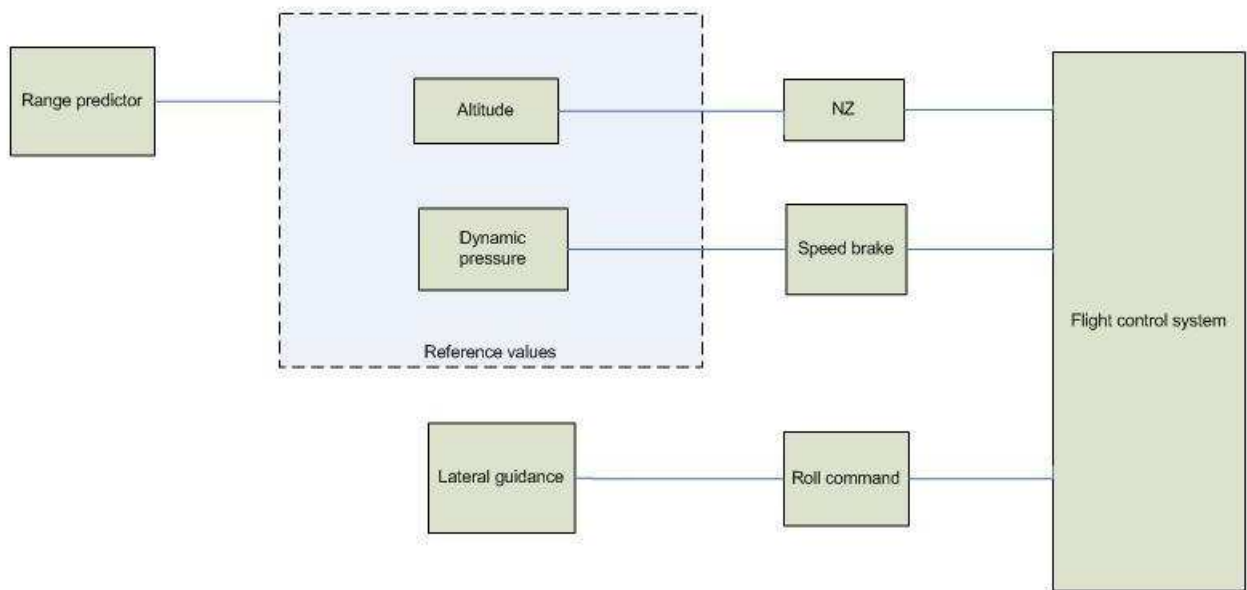 Range predictor
Altitude
NZ
Dynamic
pressure
Speed brake
Flight control system
Reference values
Lateral guidance
Roll command